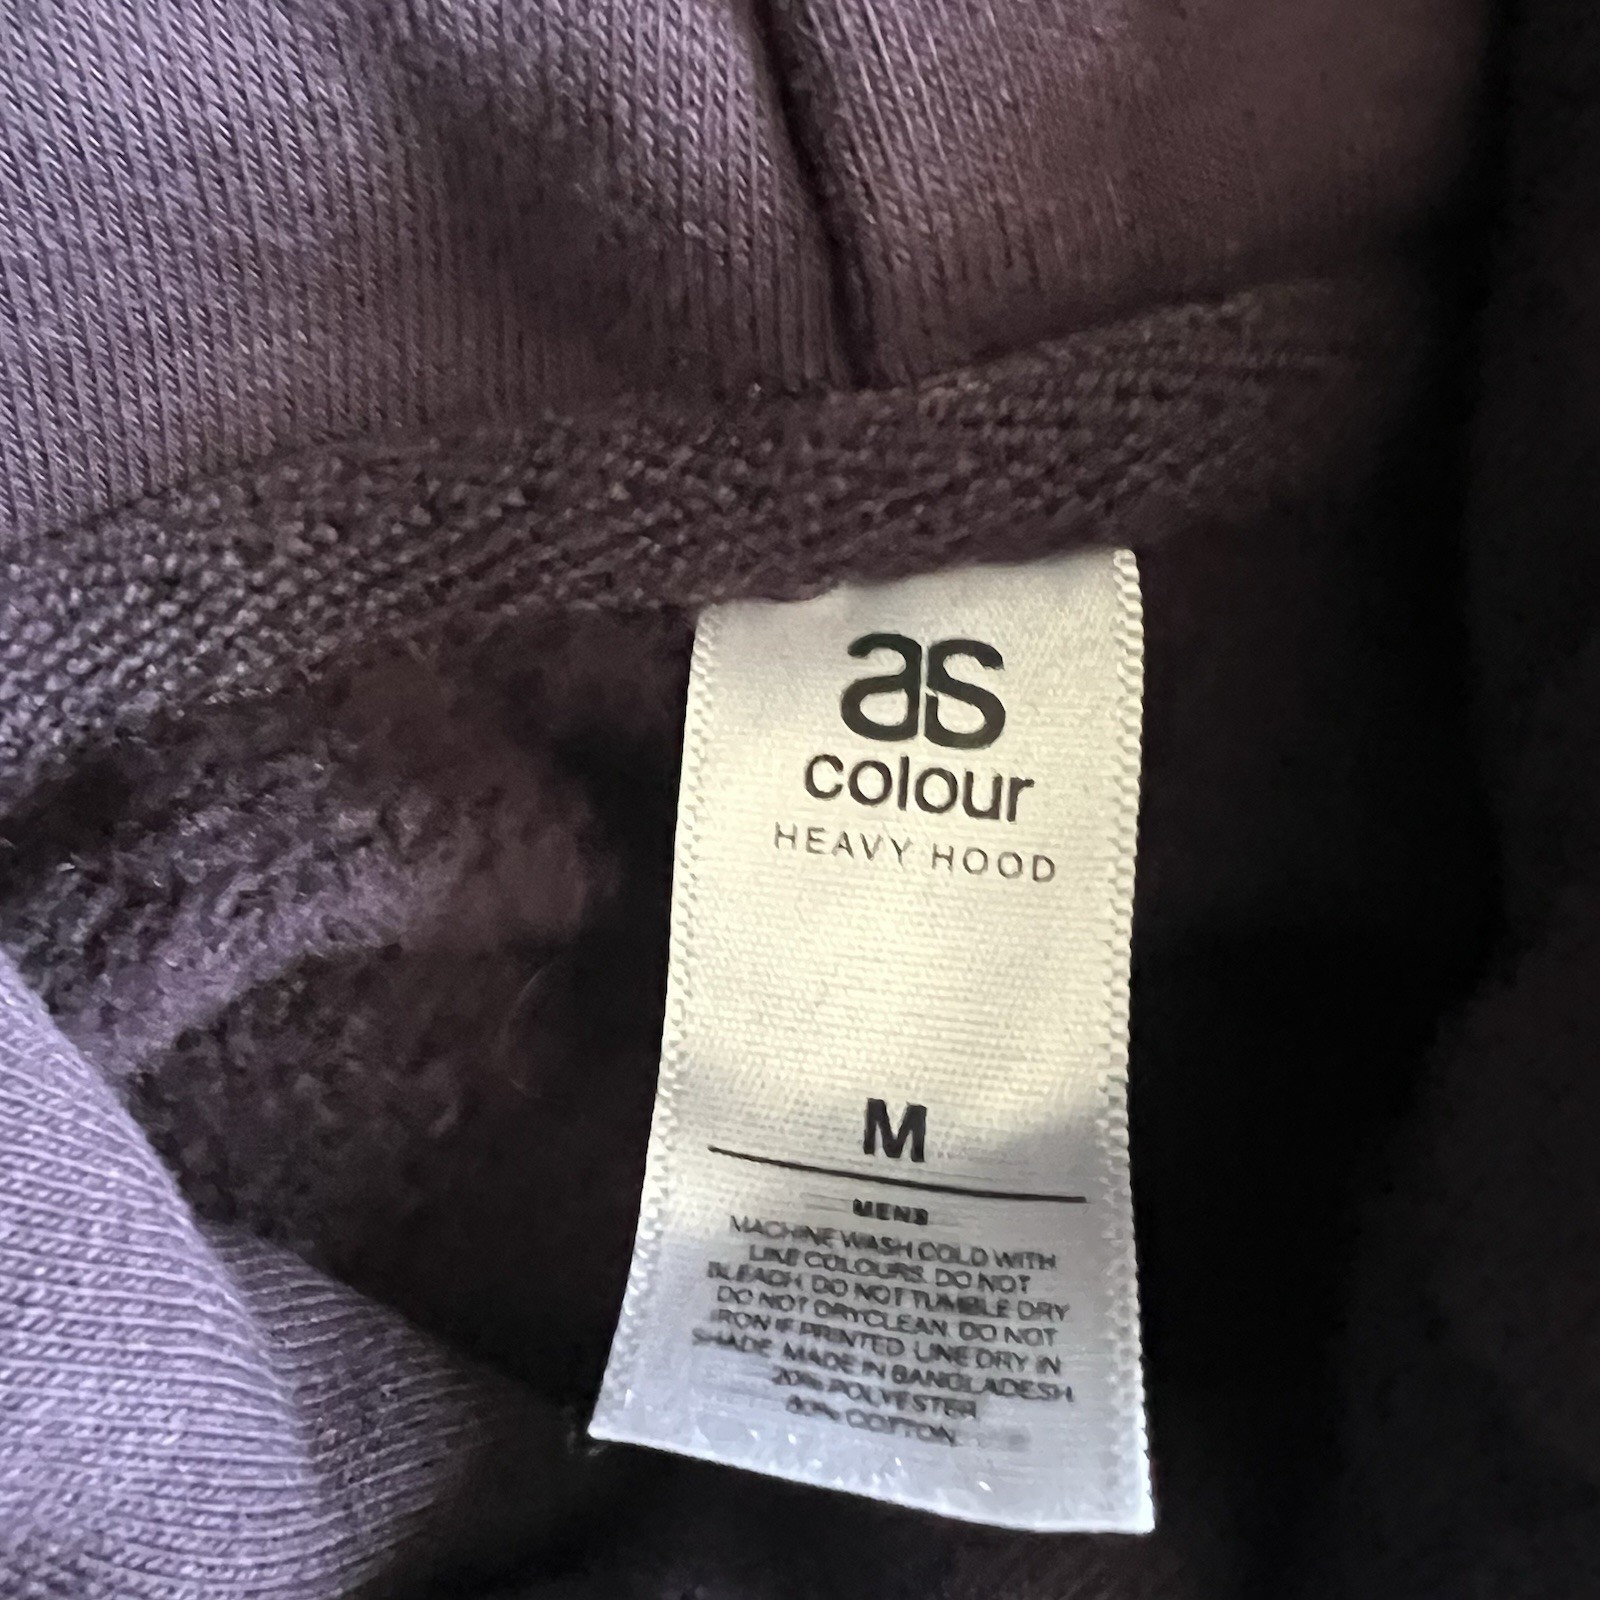 as
colour
HEAVY HOOD
M
MENS
MACHINE WASH COLD WITH
LIKE COLOURS. DO NOT
BLEACH. DO NOT TUMBLE DRY
DO NOT DRYCLEAN. DO NOT
IRON IF PRINTED. LINE DRY IN
SHADE. MADE IN BANGLADESH
20% POLYESTER
80% COTTON